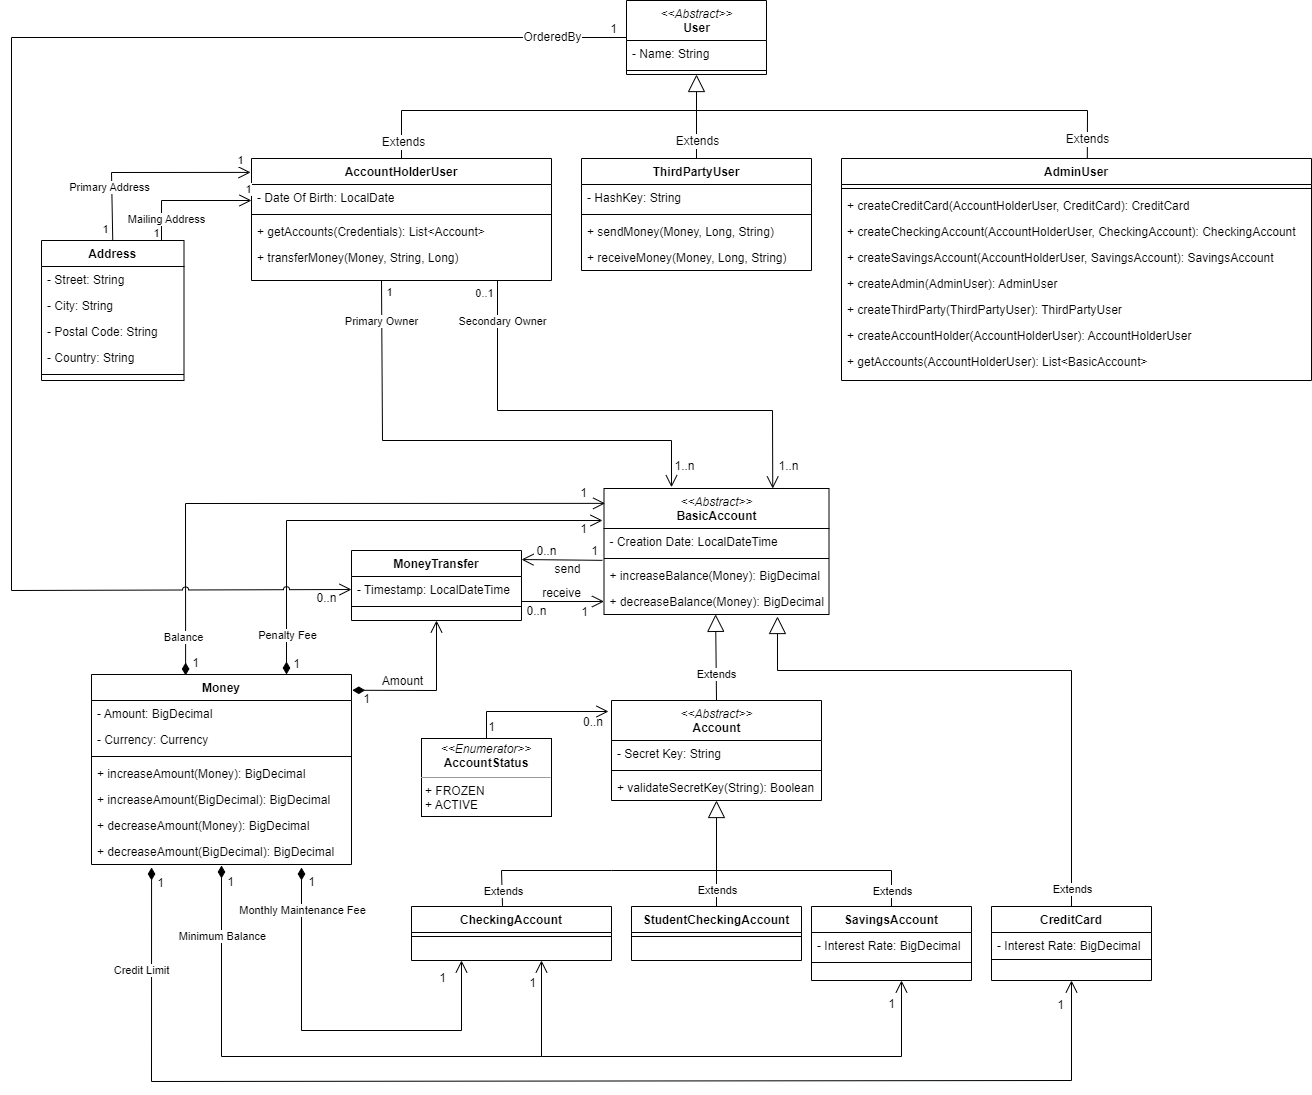 <<Abstract>>
User
- Name: String
1
OrderedBy
Extends
Extends
Extends
AccountHolderUser
- Date Of Birth: LocalDate
+ getAccounts(Credentials): List<Account>
+ transferMoney(Money, String, Long)
ThirdPartyUser
- HashKey: String
+ sendMoney(Money, Long, String)
+ receiveMoney(Money, Long, String)
AdminUser
+ createCreditCard(AccountHolderUser, CreditCard): CreditCard
+ createCheckingAccount(AccountHolderUser, CheckingAccount): CheckingAccount
+ createSavingsAccount(AccountHolderUser, SavingsAccount): SavingsAccount
+ createAdmin(AdminUser): AdminUser
+ createThirdParty(ThirdPartyUser): ThirdPartyUser
+ createAccountHolder(AccountHolderUser): AccountHolderUser
+ getAccounts(AccountHolderUser): List<BasicAccount>
1
Primary Address
1
1
Mailing Address
1
Address
- Street: String
- City: String
- Postal Code: String
- Country: String
1
Primary Owner
1..n
0..1
Secondary Owner
1..n
<<Abstract>>
BasicAccount
- Creation Date: LocalDateTime
+ increaseBalance(Money): BigDecimal
+ decreaseBalance(Money): BigDecimal
1
1
0..n
1
send
receive
0..n
1
MoneyTransfer
- Timestamp: LocalDateTime
0..n
Balance
1
Penalty Fee
1
Amount
1
Money
- Amount: BigDecimal
- Currency: Currency
+ increaseAmount(Money): BigDecimal
+ increaseAmount(BigDecimal): BigDecimal
+ decreaseAmount(Money): BigDecimal
+ decreaseAmount(BigDecimal): BigDecimal
Extends
<<Abstract>>
Account
- Secret Key: String
+ validateSecretKey(String): Boolean
0..n
1
<<Enumerator>>
AccountStatus
+ FROZEN
+ ACTIVE
1
1
1
Monthly Maintenance Fee
Minimum Balance
Credit Limit
Extends
Extends
Extends
Extends
CheckingAccount
StudentCheckingAccount
SavingsAccount
- Interest Rate: BigDecimal
CreditCard
- Interest Rate: BigDecimal
1
1
1
1